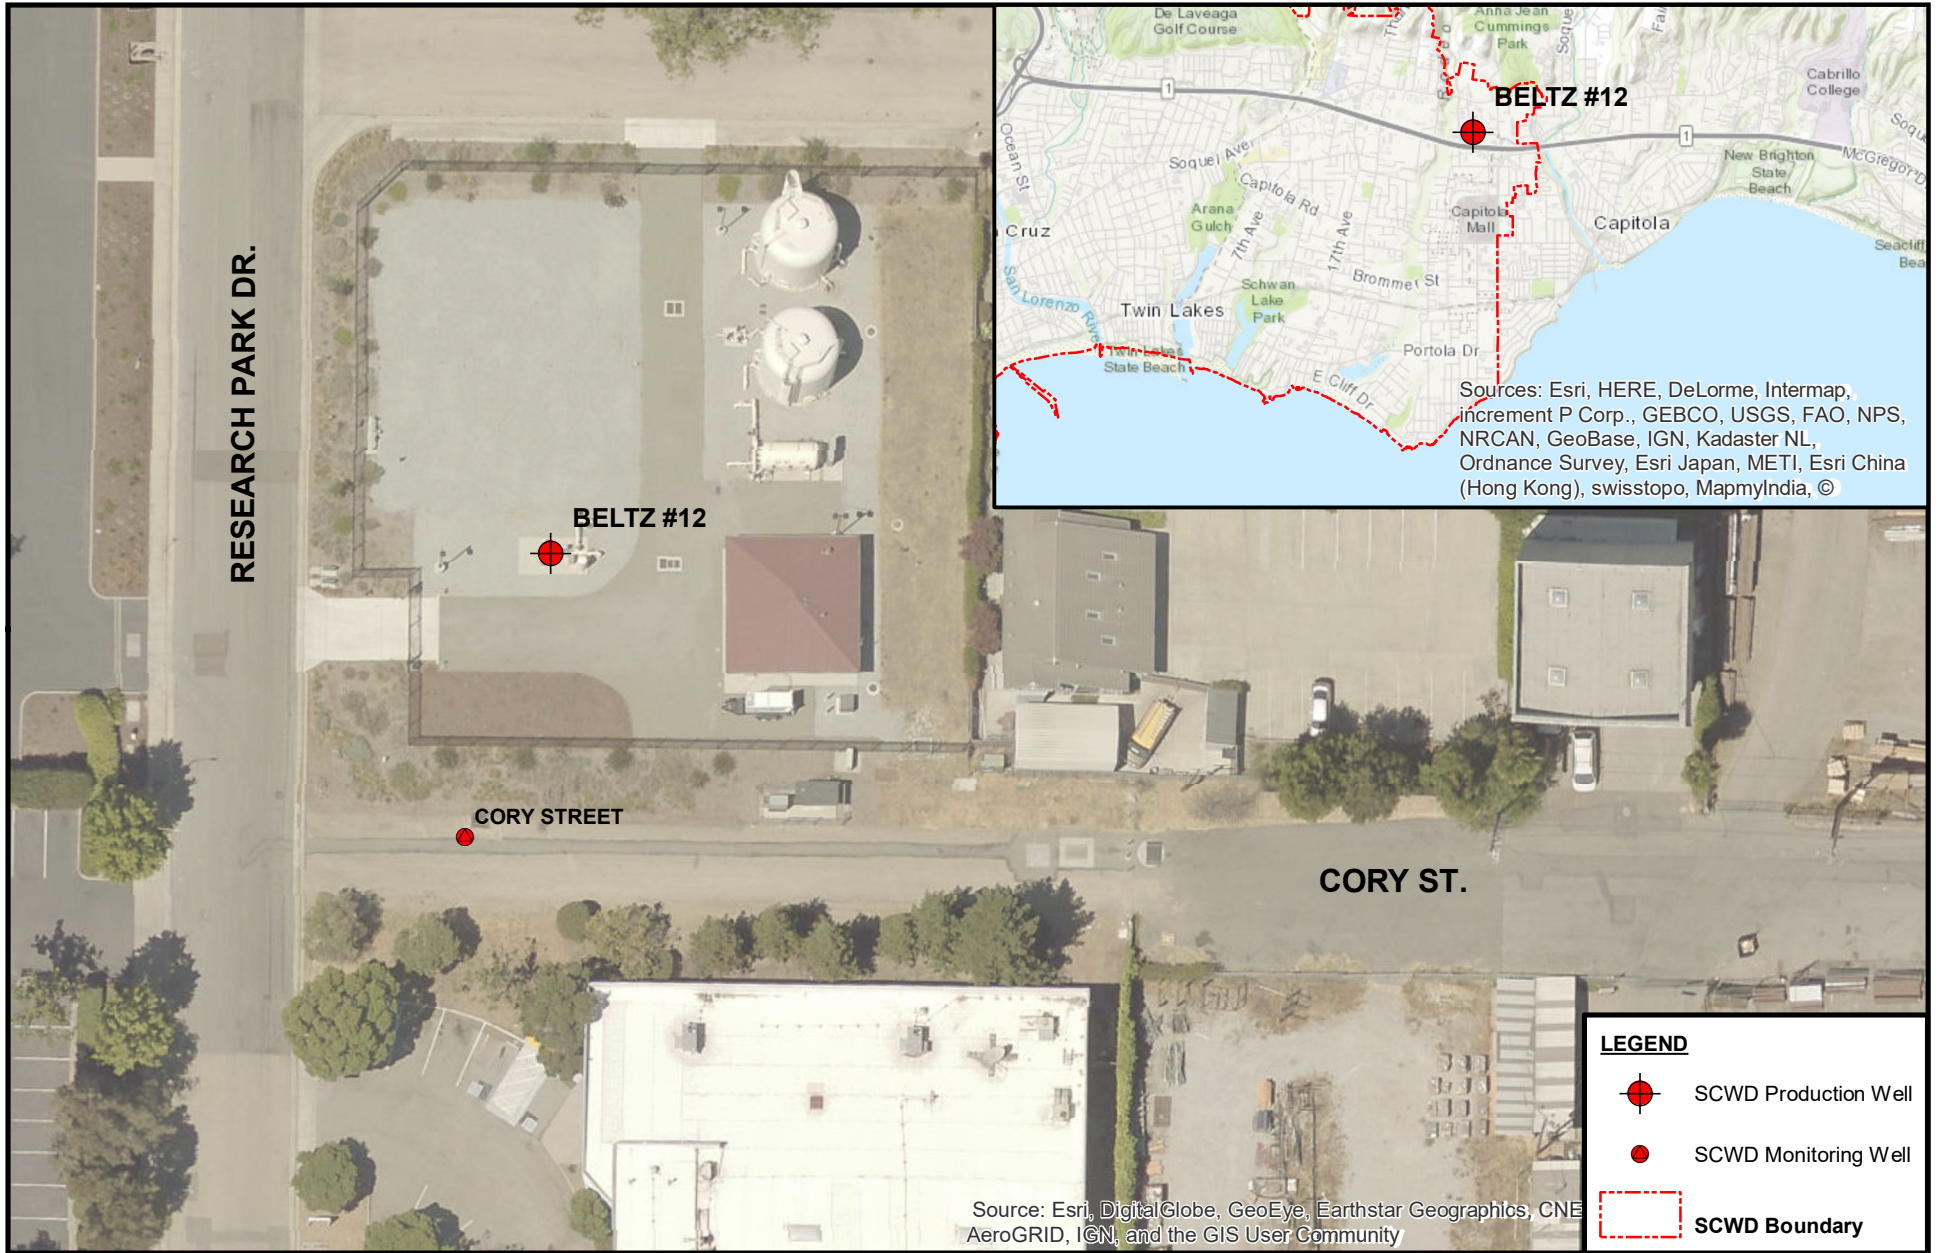 RESEARCH PARK DR.
BELTZ #12
CORY STREET
CORY ST.
De Laveaga
Golf Course
Anna Jean
Cummings
Park
Cabrillo
College
BELTZ #12
1
1
Ocean St
Soquel Aver
Capitola Rd
New Brighton
State
Beach
McGregor D
Arana
Gulch
7th Ave
17th Ave
Capitola
Mall
Capitola
Cruz
Seacliff
Bea
Brommer St
San Lorenzo River
Schwan
Lake
Park
Twin Lakes
Twin Lakes
State Beach
Portola Dr
E Cliff Dr
Sources: Esri, HERE, DeLorme, Intermap,
increment P Corp., GEBCO, USGS, FAO, NPS,
NRCAN, GeoBase, IGN, Kadaster NL,
Ordnance Survey, Esri Japan, METI, Esri China
(Hong Kong), swisstopo, MapmyIndia, ©
LEGEND
SCWD Production Well
SCWD Monitoring Well
SCWD Boundary
Source: Esri, DigitalGlobe, GeoEye, Earthstar Geographics, CNE
AeroGRID, IGN, and the GIS User Community